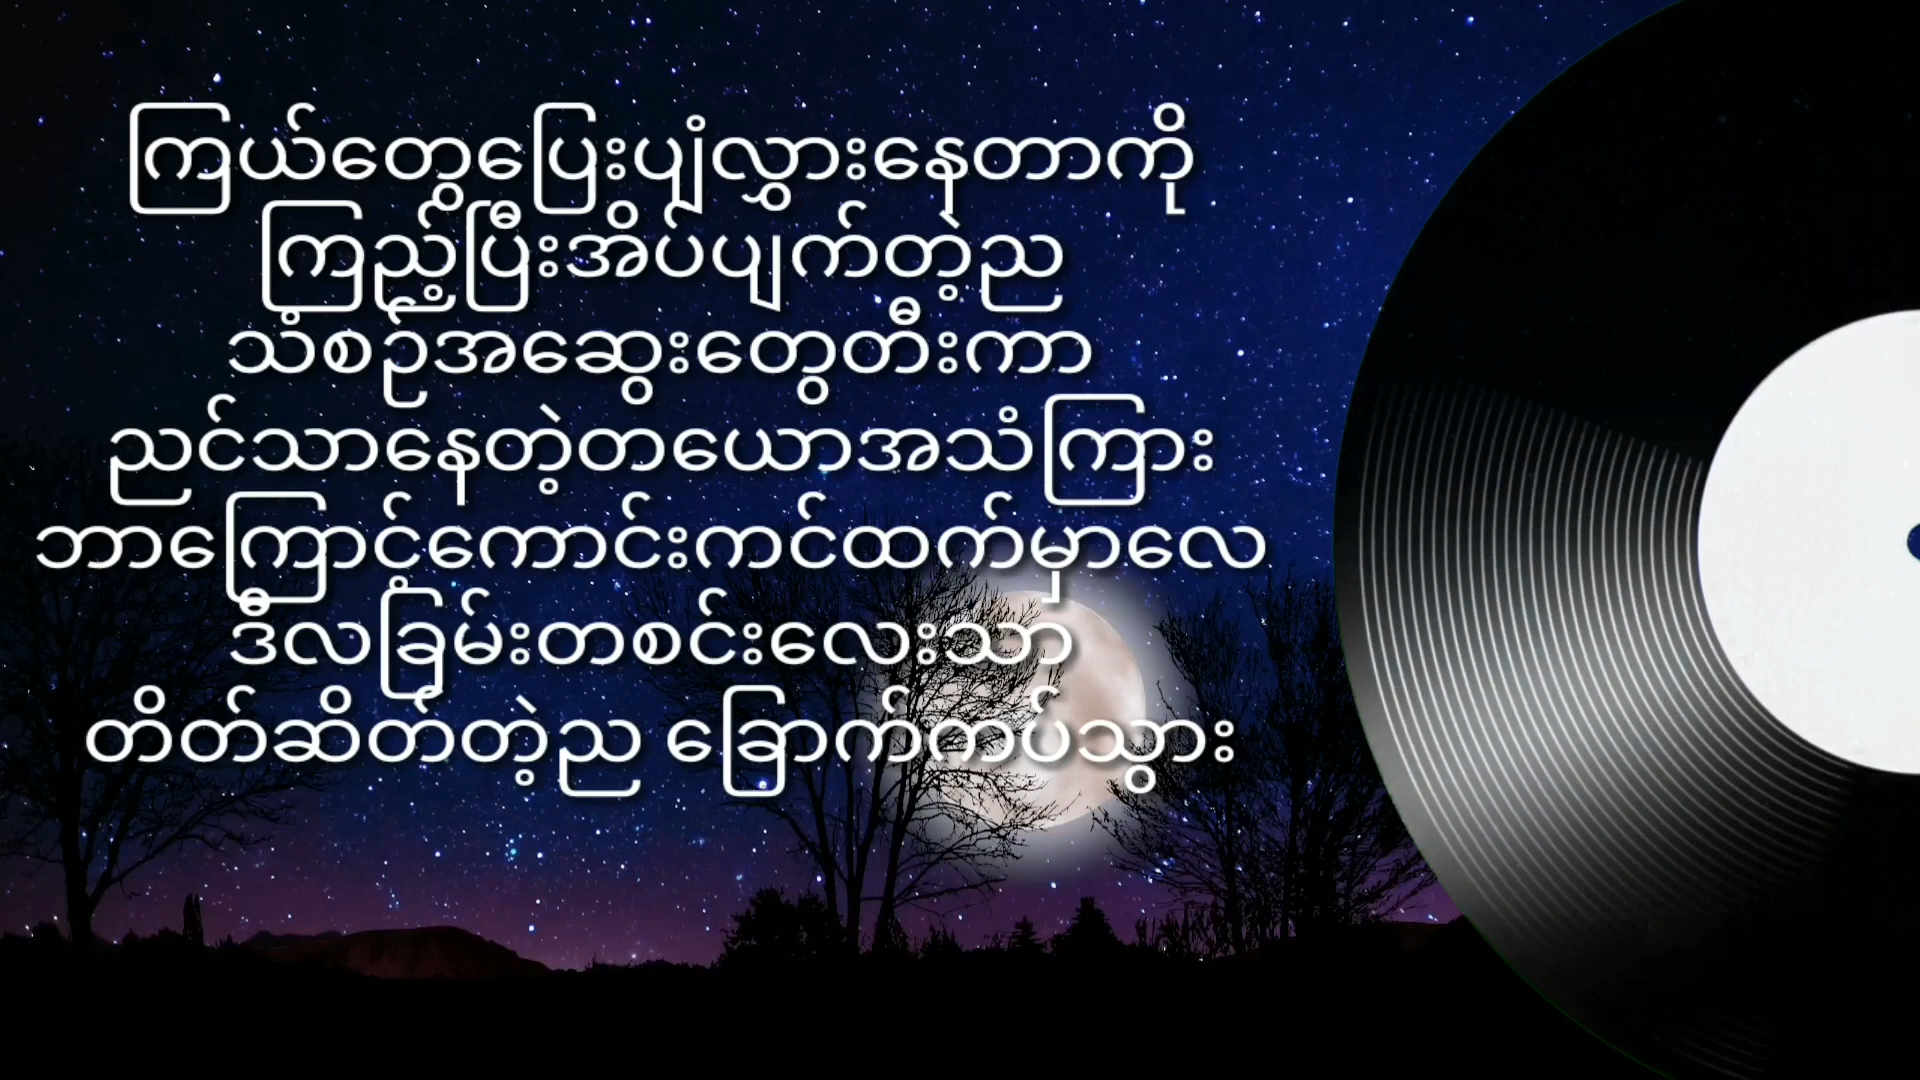 ကြယ်တွေပြေးပျံလွှားနေတာကို
ကြည့်ပြီးအိပ်ပျက်တဲ့ည
သံစဉ်အဆွေးတွေတီးကာ
ညင်သာနေတဲ့တယောအသံကြား
ဘာကြောင့်ကောင်းကင်ထက်မှာလေ
ဒီလခြမ်းတစင်းလေးသာ
တိတ်ဆိတ်တဲ့ည ခြောက်ကပ်သွား